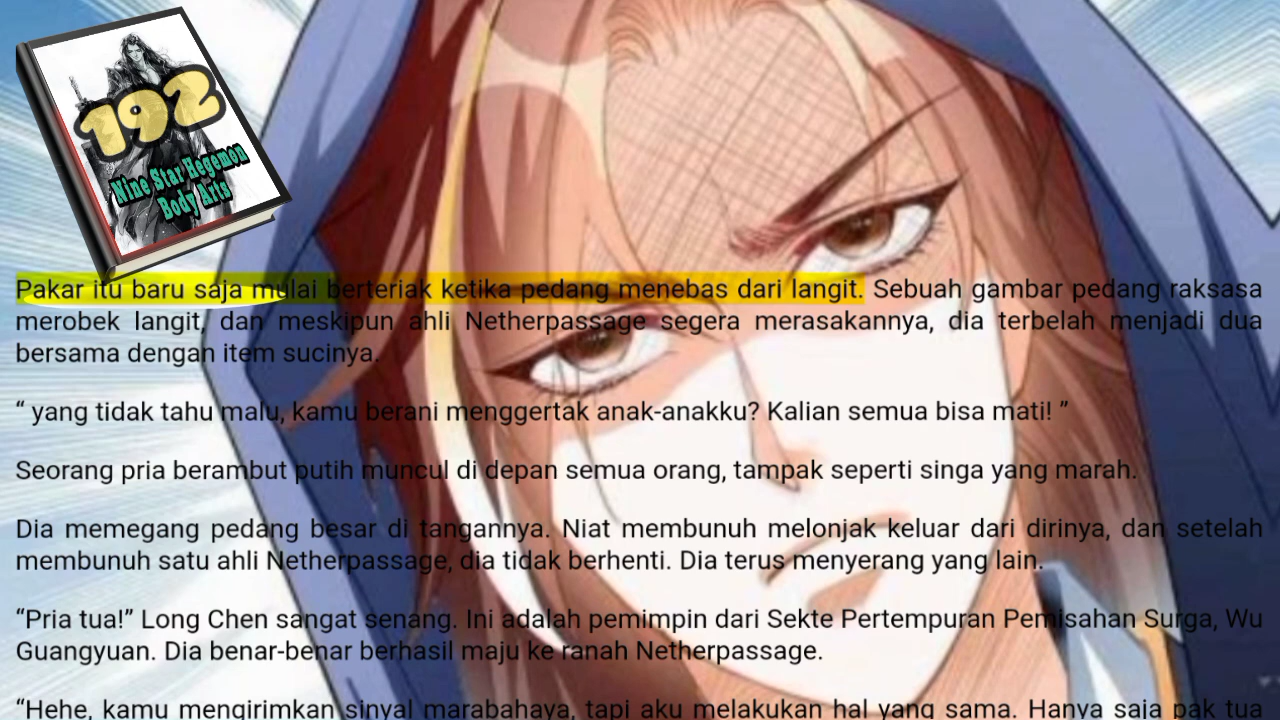 192
Nine Star Hegemon
Body Arts
Pakar itu baru saja mulai berteriak ketika pedang menebas dari langit. Sebuah gambar pedang raksasa
merobek langit, dan meskipun ahli Netherpassage segera merasakannya, dia terbelah menjadi dua
bersama dengan item sucinya.
“ yang tidak tahu malu, kamu berani menggertak anak-anakku? Kalian semua bisa mati! ”
Seorang pria berambut putih muncul di depan semua orang, tampak seperti singa yang marah.
Dia memegang pedang besar di tangannya. Niat membunuh melonjak keluar dari dirinya, dan setelah
membunuh satu ahli Netherpassage, dia tidak berhenti. Dia terus menyerang yang lain.
“Pria tua!” Long Chen sangat senang. Ini adalah pemimpin dari Sekte Pertempuran Pemisahan Surga, Wu
Guangyuan. Dia benar-benar berhasil maju ke ranah Netherpassage.
“Hehe, kamu mengirimkan sinyal marabahaya, tapi aku melakukan hal yang sama. Hanya saja pak tua